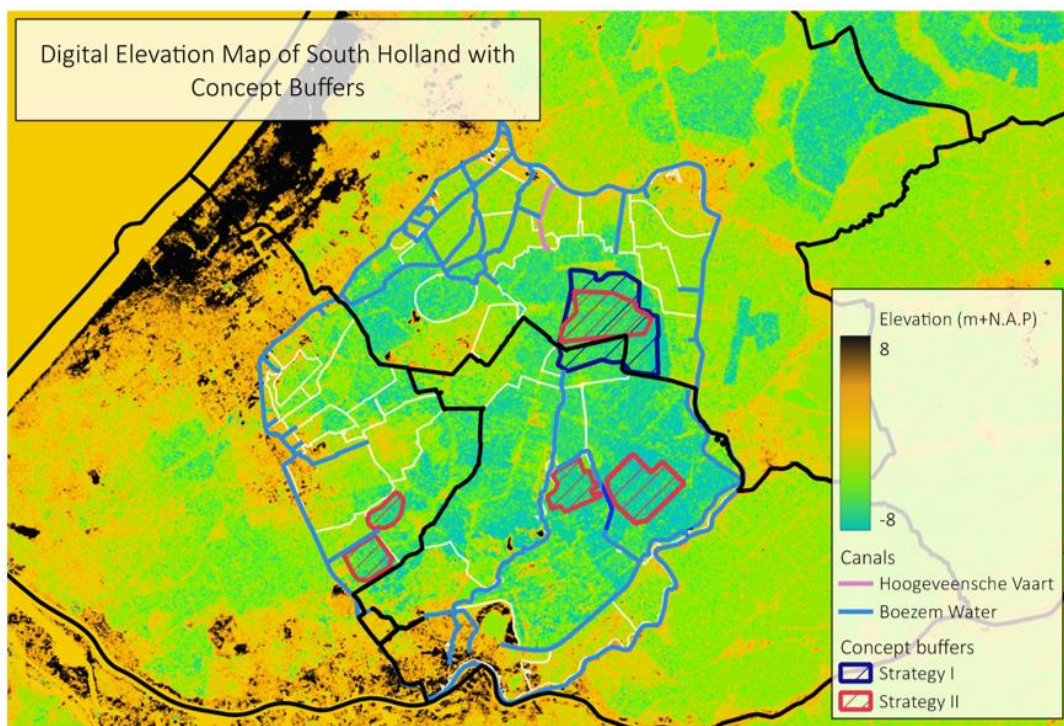 Digital Elevation Map of South Holland with
Concept Buffers
Elevation (m+N.A.P)
8
-8
Canals
Hoogeveensche Vaart
Boezem Water
Concept buffers
Strategy I
Strategy II